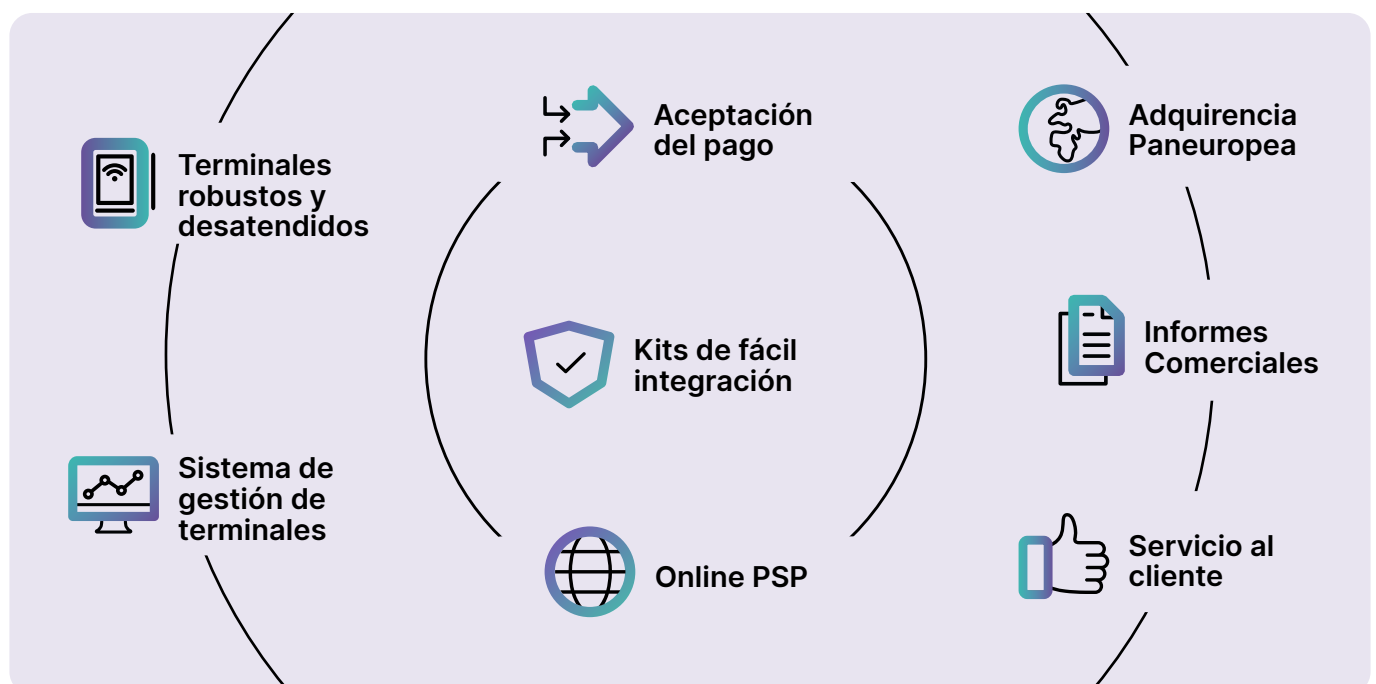 Aceptación
del pago
Adquirencia
Paneuropea
Terminales
robustos y
desatendidos
Kits de fácil
integración
Informes
Comerciales
Sistema de
gestión de
terminales
Online PSP
Servicio al
cliente